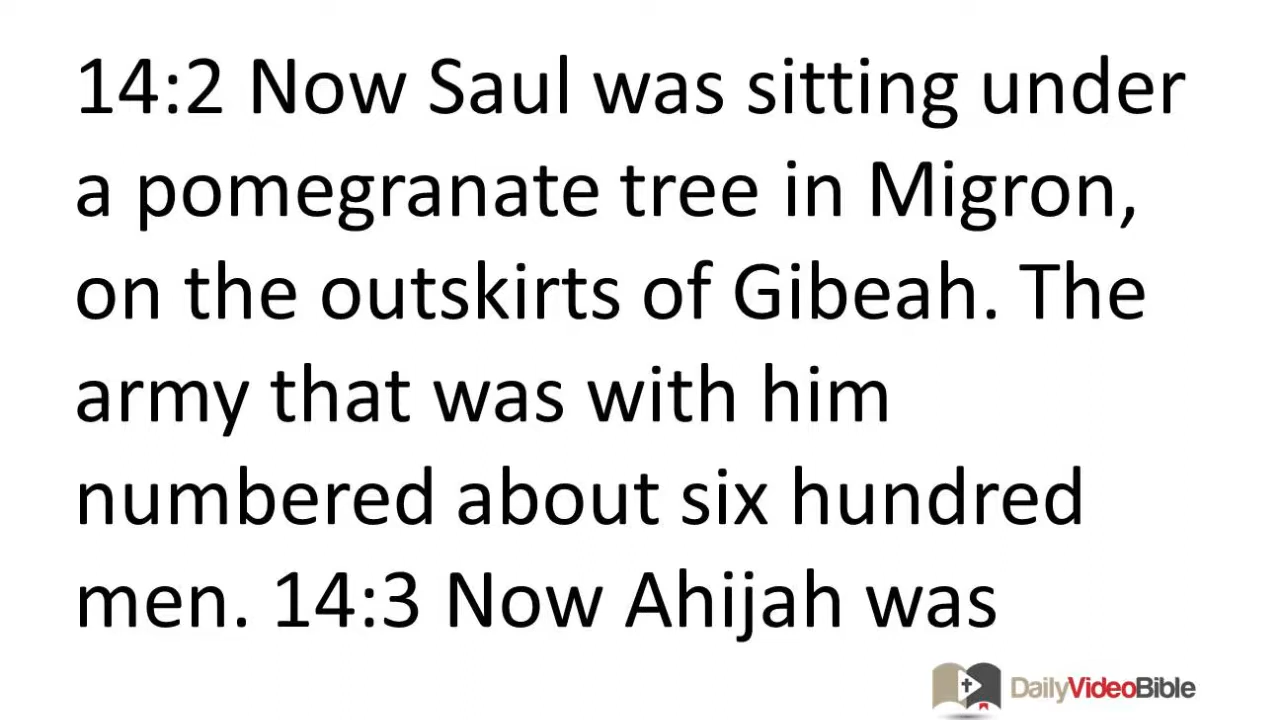 14:2 Now Saul was sitting under
a pomegranate tree in Migron,
on the outskirts of Gibeah. The
army that was with him
numbered about six hundred
men. 14:3 Now Ahijah was
DailyVideoBible